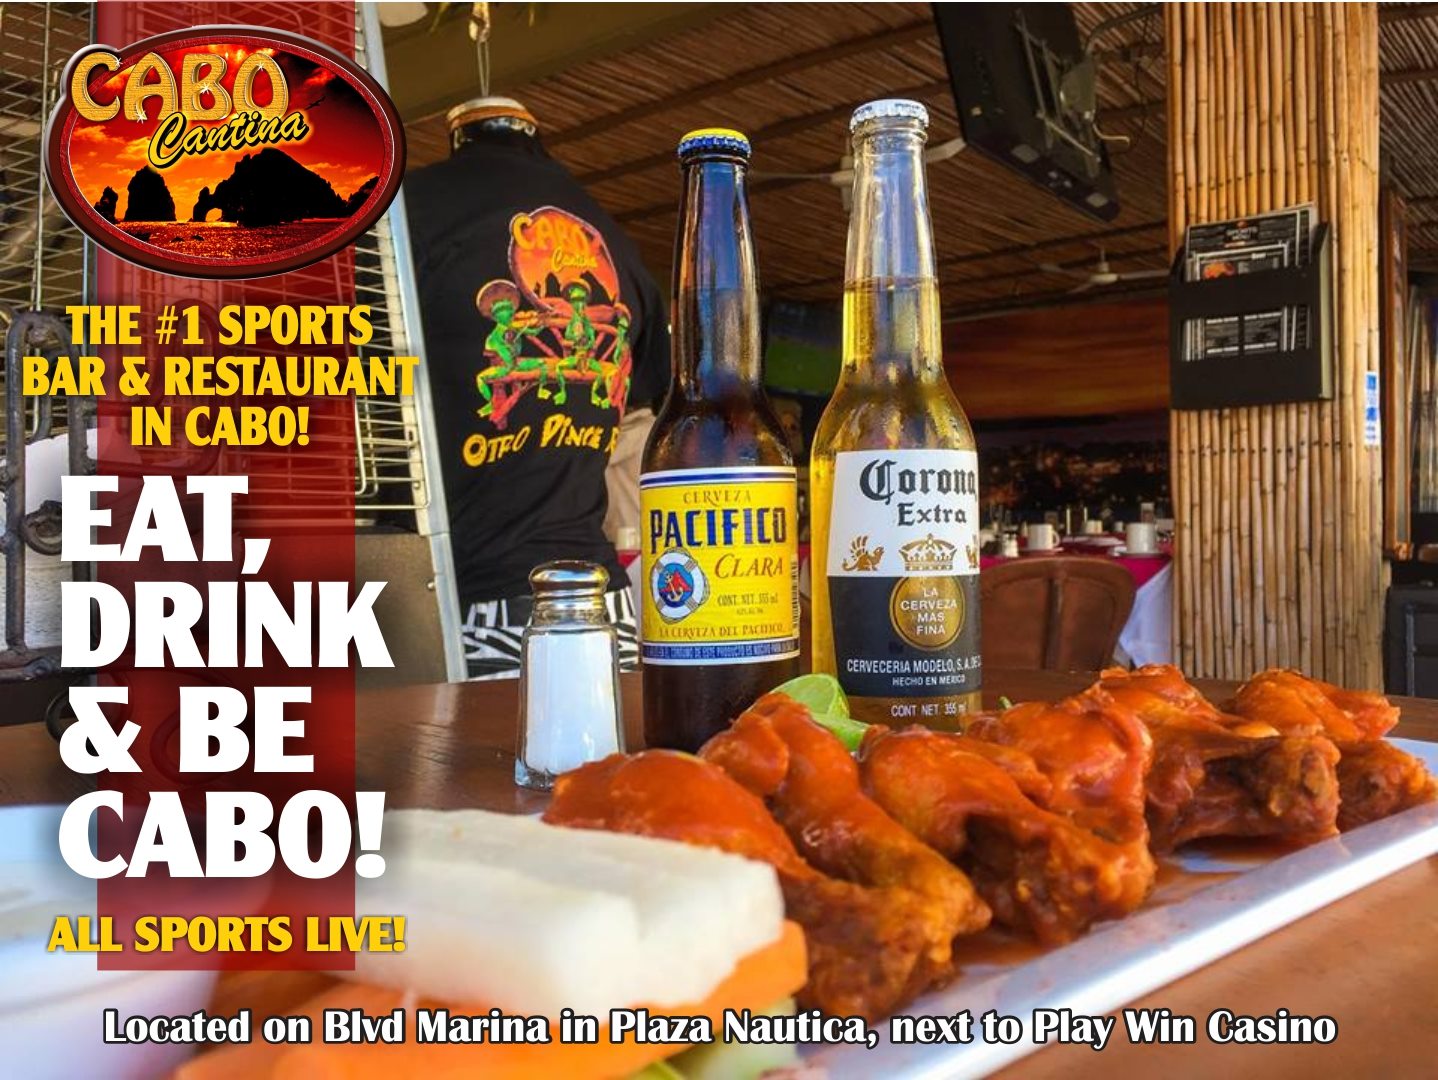 CABO
Cantina
THE #1 SPORTS
BAR & RESTAURANT
IN CABO!
EAT,
DRINK
& BE
CABO!
ALL SPORTS LIVE!
CABO
Cantina
OTRO
CERVEZA
PACIFICO
CLARA
CONT. NET. 355 ml
LA CERVEZA DEL PACIFICO
Corona
Extra
LA
CERVEZA
MAS
FINA
CERVECERIA MODELO, S.A. DE C
HECHO EN MEXICO
CONT NET. 355 ml
Located on Blvd Marina in Plaza Nautica, next to Play Win Casino